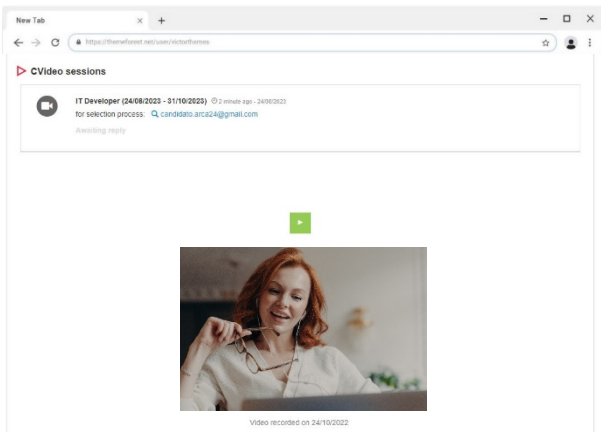 New Tab
https://themeforest.net/user/victorthemes
CVideo sessions
IT Developer (24/08/2023 - 31/10/2023) 2 minute ago - 24/08/2023
for selection process: candidato.arca24@gmail.com
Awaiting reply
Video recorded on 24/10/2022